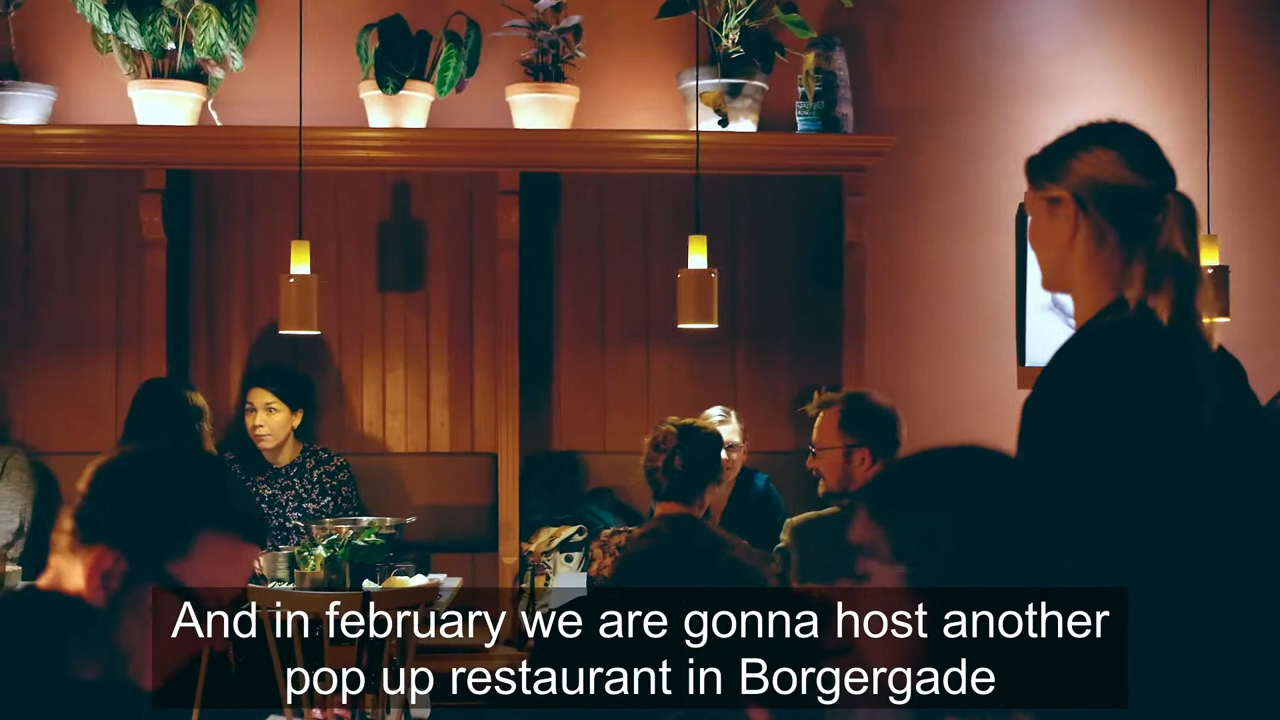 And in february we are gonna host another
pop up restaurant in Borgergade